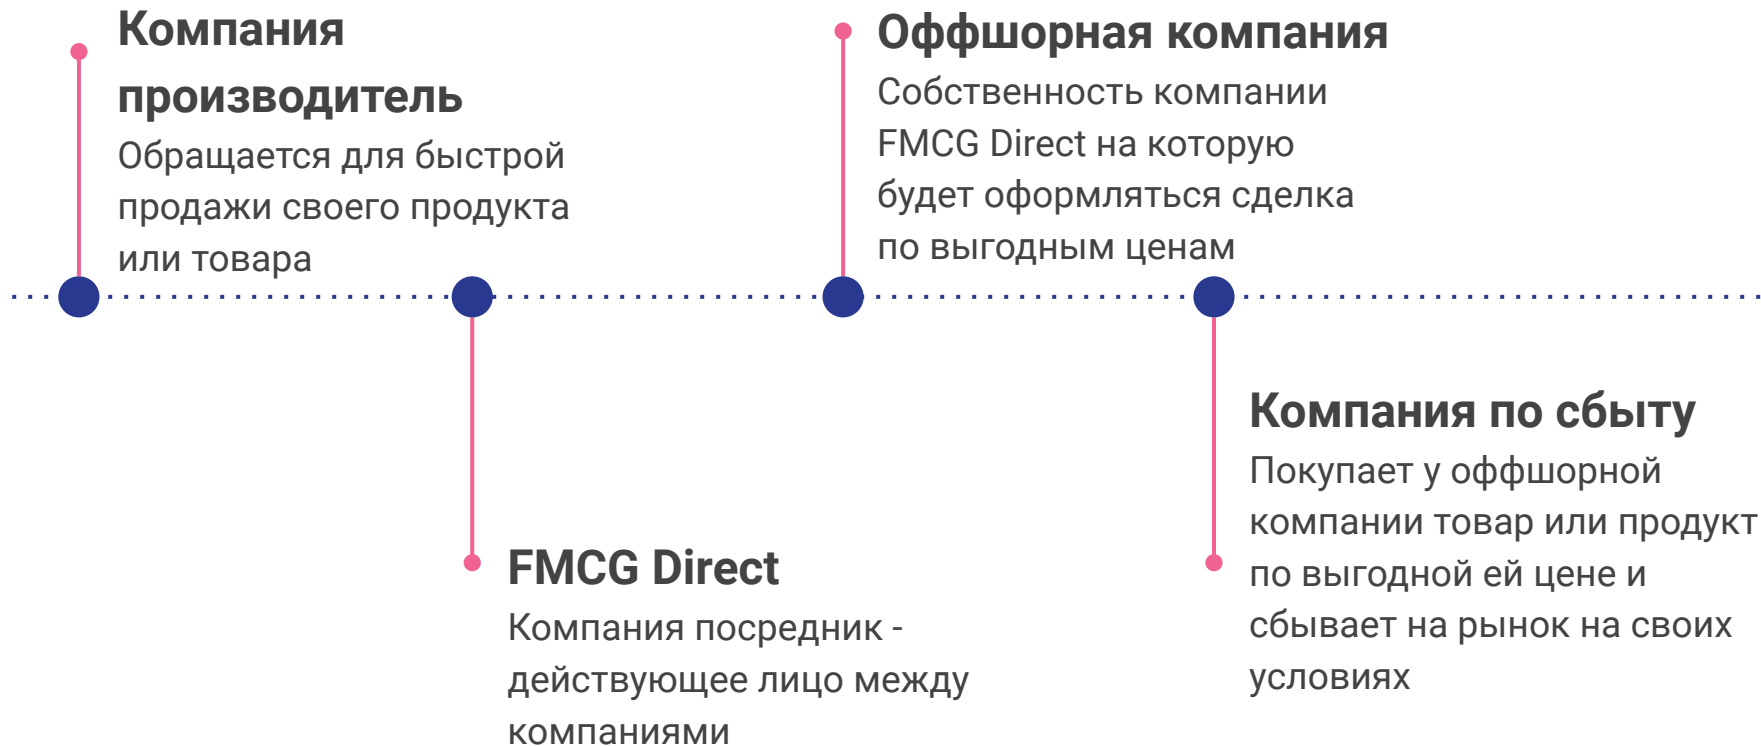 Компания
производитель
Обращается для быстрой
продажи своего продукта
или товара
FMCG Direct
Компания посредник -
действующее лицо между
компаниями
Оффшорная компания
Собственность компании
FMCG Direct на которую
будет оформляться сделка
по выгодным ценам
Компания по сбыту
Покупает у оффшорной
компании товар или продукт
по выгодной ей цене и
сбывает на рынок на своих
условиях